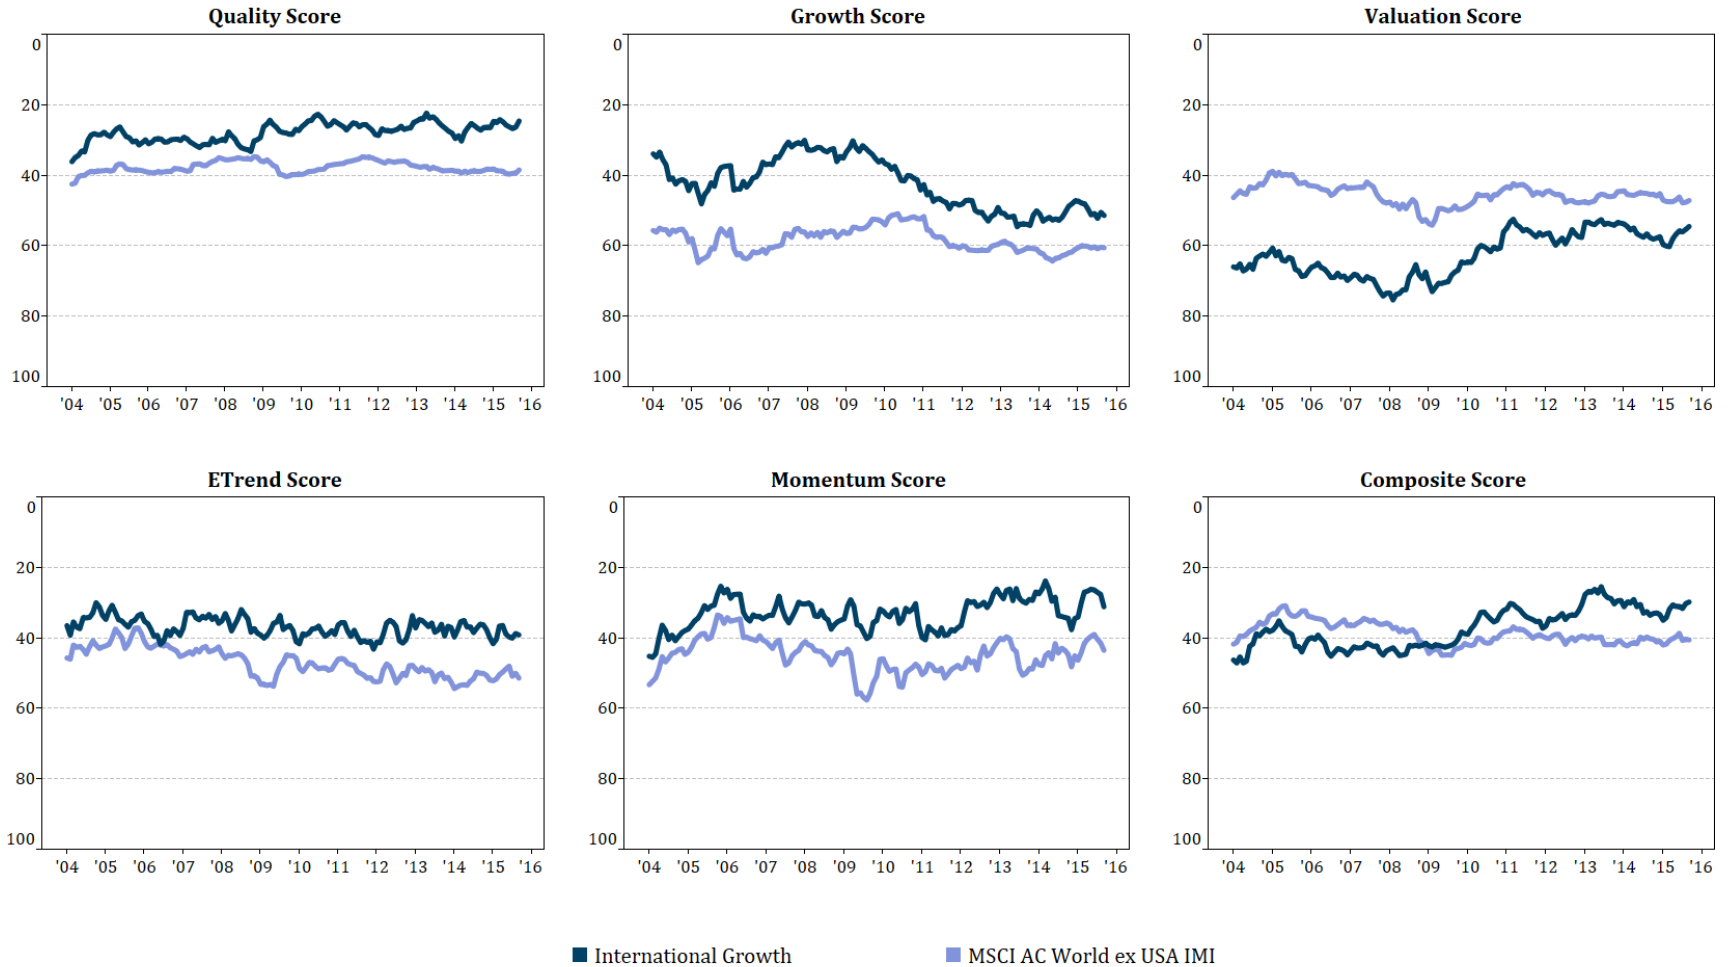 Quality Score
0
20
40
60
80
100
'04 '05 '06 '07 '08 '09 '10 '11 '12 '13 '14 '15 '16
Growth Score
0
20
40
60
80
100
'04 '05 '06 '07 '08 '09 '10 '11 '12 '13 '14 '15 '16
Valuation Score
0
20
40
60
80
100
'04 '05 '06 '07 '08 '09 '10 '11 '12 '13 '14 '15 '16
ETrend Score
0
20
40
60
80
100
'04 '05 '06 '07 '08 '09 '10 '11 '12 '13 '14 '15 '16
Momentum Score
0
20
40
60
80
100
'04 '05 '06 '07 '08 '09 '10 '11 '12 '13 '14 '15 '16
Composite Score
0
20
40
60
80
100
'04 '05 '06 '07 '08 '09 '10 '11 '12 '13 '14 '15 '16
International Growth
MSCI AC World ex USA IMI